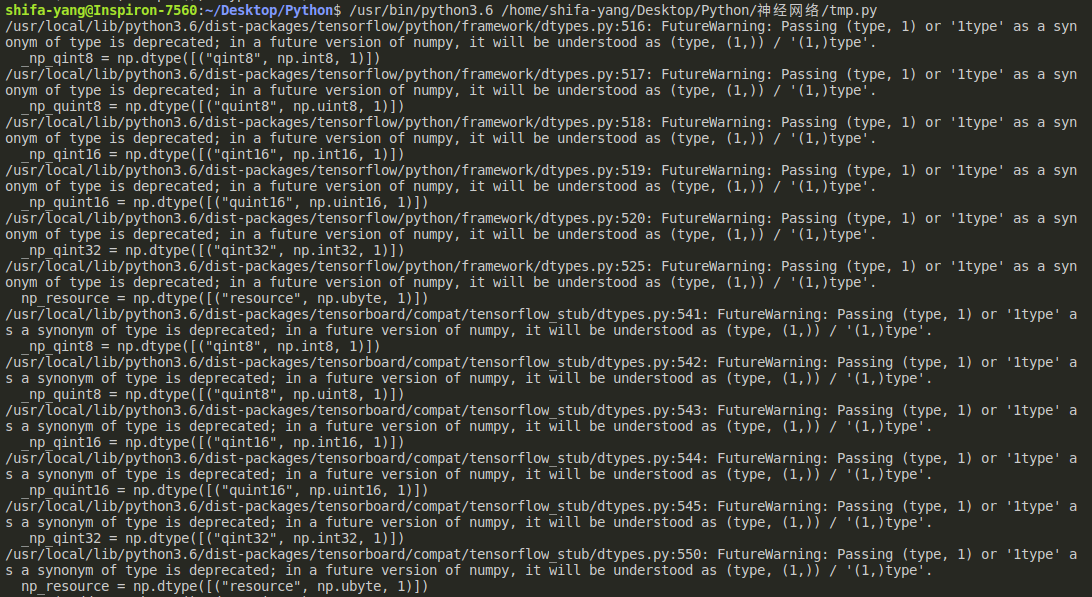 shifa-yang@Inspiron-7560:~/Desktop/Python$ /usr/bin/python3.6 /home/shifa-yang/Desktop/Python/神经网络/tmp.py
/usr/local/lib/python3.6/dist-packages/tensorflow/python/framework/dtypes.py:516: FutureWarning: Passing (type, 1) or '1type' as a syn
onym of type is deprecated; in a future version of numpy, it will be understood as (type, (1,)) / '(1,)type'.
  _np_qint8 = np.dtype([("qint8", np.int8, 1)])
/usr/local/lib/python3.6/dist-packages/tensorflow/python/framework/dtypes.py:517: FutureWarning: Passing (type, 1) or '1type' as a syn
onym of type is deprecated; in a future version of numpy, it will be understood as (type, (1,)) / '(1,)type'.
  _np_quint8 = np.dtype([("quint8", np.uint8, 1)])
/usr/local/lib/python3.6/dist-packages/tensorflow/python/framework/dtypes.py:518: FutureWarning: Passing (type, 1) or '1type' as a syn
onym of type is deprecated; in a future version of numpy, it will be understood as (type, (1,)) / '(1,)type'.
  _np_qint16 = np.dtype([("qint16", np.int16, 1)])
/usr/local/lib/python3.6/dist-packages/tensorflow/python/framework/dtypes.py:519: FutureWarning: Passing (type, 1) or '1type' as a syn
onym of type is deprecated; in a future version of numpy, it will be understood as (type, (1,)) / '(1,)type'.
  _np_quint16 = np.dtype([("quint16", np.uint16, 1)])
/usr/local/lib/python3.6/dist-packages/tensorflow/python/framework/dtypes.py:520: FutureWarning: Passing (type, 1) or '1type' as a syn
onym of type is deprecated; in a future version of numpy, it will be understood as (type, (1,)) / '(1,)type'.
  _np_qint32 = np.dtype([("qint32", np.int32, 1)])
/usr/local/lib/python3.6/dist-packages/tensorflow/python/framework/dtypes.py:525: FutureWarning: Passing (type, 1) or '1type' as a syn
onym of type is deprecated; in a future version of numpy, it will be understood as (type, (1,)) / '(1,)type'.
  np_resource = np.dtype([("resource", np.ubyte, 1)])
/usr/local/lib/python3.6/dist-packages/tensorboard/compat/tensorflow_stub/dtypes.py:541: FutureWarning: Passing (type, 1) or '1type' a
s a synonym of type is deprecated; in a future version of numpy, it will be understood as (type, (1,)) / '(1,)type'.
  _np_qint8 = np.dtype([("qint8", np.int8, 1)])
/usr/local/lib/python3.6/dist-packages/tensorboard/compat/tensorflow_stub/dtypes.py:542: FutureWarning: Passing (type, 1) or '1type' a
s a synonym of type is deprecated; in a future version of numpy, it will be understood as (type, (1,)) / '(1,)type'.
  _np_quint8 = np.dtype([("quint8", np.uint8, 1)])
/usr/local/lib/python3.6/dist-packages/tensorboard/compat/tensorflow_stub/dtypes.py:543: FutureWarning: Passing (type, 1) or '1type' a
s a synonym of type is deprecated; in a future version of numpy, it will be understood as (type, (1,)) / '(1,)type'.
  _np_qint16 = np.dtype([("qint16", np.int16, 1)])
/usr/local/lib/python3.6/dist-packages/tensorboard/compat/tensorflow_stub/dtypes.py:544: FutureWarning: Passing (type, 1) or '1type' a
s a synonym of type is deprecated; in a future version of numpy, it will be understood as (type, (1,)) / '(1,)type'.
  _np_quint16 = np.dtype([("quint16", np.uint16, 1)])
/usr/local/lib/python3.6/dist-packages/tensorboard/compat/tensorflow_stub/dtypes.py:545: FutureWarning: Passing (type, 1) or '1type' a
s a synonym of type is deprecated; in a future version of numpy, it will be understood as (type, (1,)) / '(1,)type'.
  _np_qint32 = np.dtype([("qint32", np.int32, 1)])
/usr/local/lib/python3.6/dist-packages/tensorboard/compat/tensorflow_stub/dtypes.py:550: FutureWarning: Passing (type, 1) or '1type' a
s a synonym of type is deprecated; in a future version of numpy, it will be understood as (type, (1,)) / '(1,)type'.
  np_resource = np.dtype([("resource", np.ubyte, 1)])